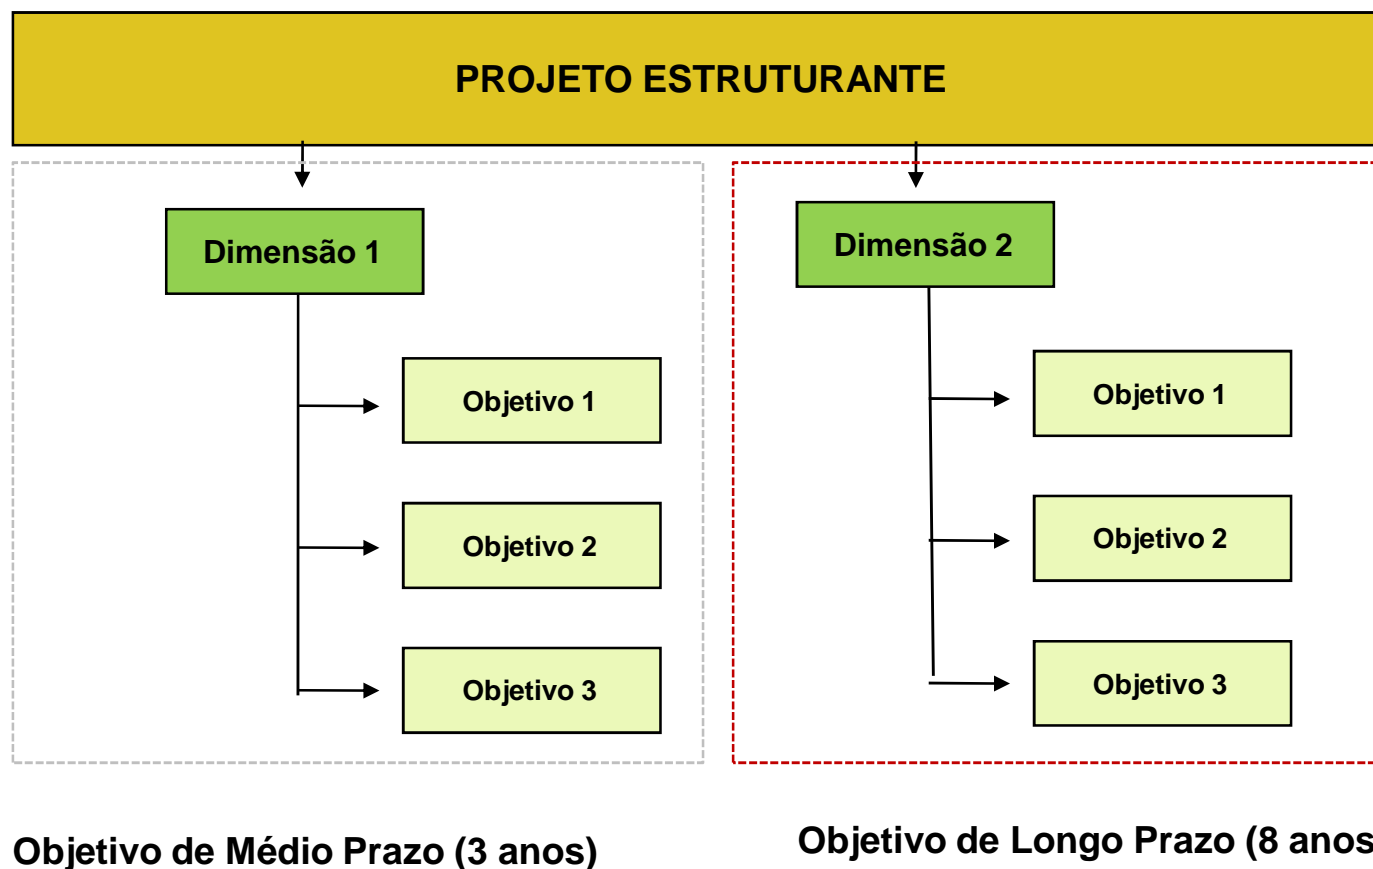 PROJETO ESTRUTURANTE
Dimensão 1
Objetivo 1
Objetivo 2
Objetivo 3
Objetivo de Médio Prazo (3 anos)
Dimensão 2
Objetivo 1
Objetivo 2
Objetivo 3
Objetivo de Longo Prazo (8 anos